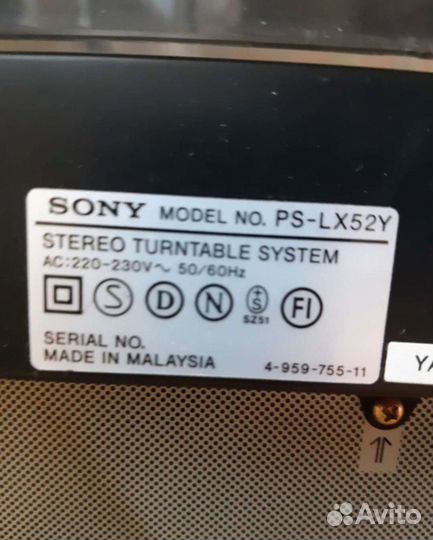 SONY MODEL NO. PS-LX52Y
STEREO TURNTABLE SYSTEM
AC:220-230V~ 50/60Hz
S D N S FI
SZ51
SERIAL NO.
MADE IN MALAYSIA 4-959-755-11
YA
Avito